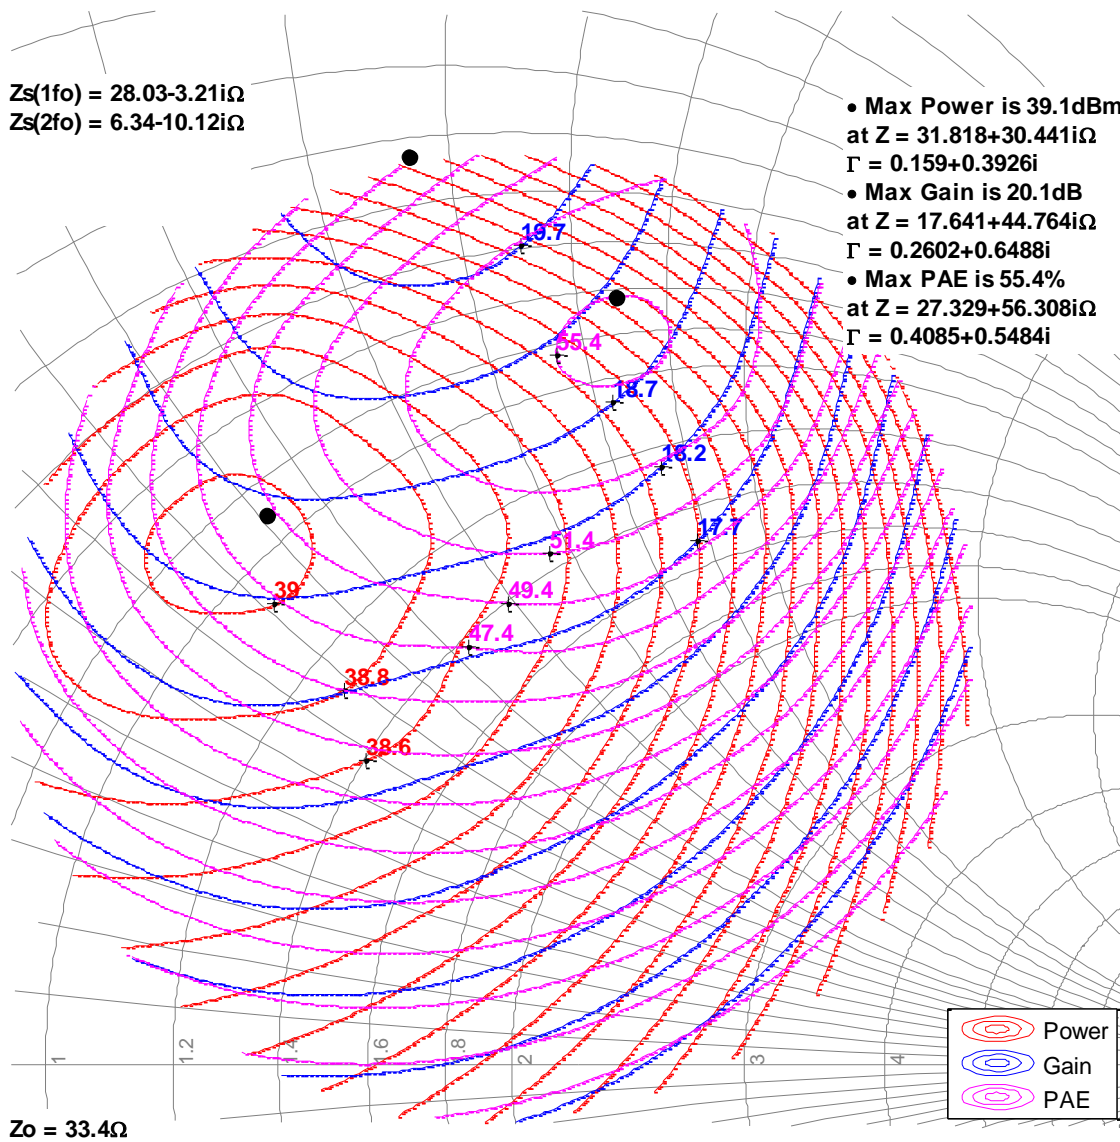 Zs(1fo) = 28.03-3.21iΩ
Zs(2fo) = 6.34-10.12iΩ
• Max Power is 39.1dBm
at Z = 31.818+30.441iΩ
Γ = 0.159+0.3926i
• Max Gain is 20.1dB
at Z = 17.641+44.764iΩ
Γ = 0.2602+0.6488i
• Max PAE is 55.4%
at Z = 27.329+56.308iΩ
Γ = 0.4085+0.5484i
19.7
55.4
18.7
18.2
17.7
51.4
39
49.4
47.4
38.8
38.6
1
1.2
1.4
1.6
1.8
2
3
4
Power
Gain
PAE
Zo = 33.4Ω